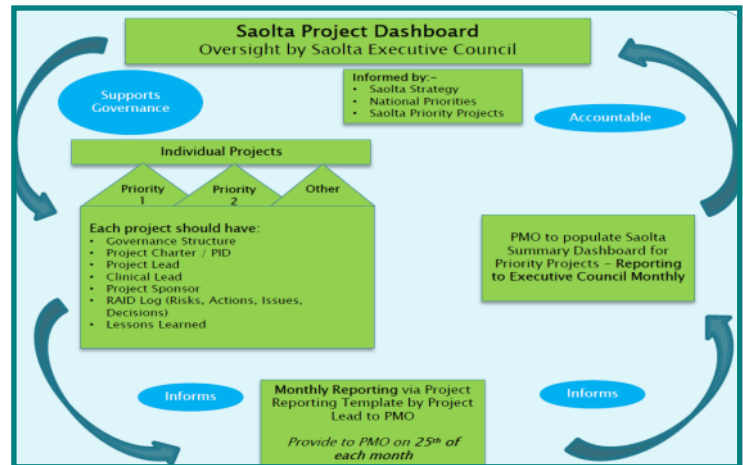 Saolta Project Dashboard
Oversight by Saolta Executive Council
Supports
Governance
Informed by:-
• Saolta Strategy
• National Priorities
• Saolta Priority Projects
Accountable
Individual Projects
Priority
1
Priority
2
Other
Each project should have:
• Governance Structure
• Project Charter / PID
• Project Lead
• Clinical Lead
• Project Sponsor
• RAID Log (Risks, Actions, Issues,
Decisions)
• Lessons Learned
PMO to populate Saolta
Summary Dashboard for
Priority Projects – Reporting
to Executive Council Monthly
Informs
Monthly Reporting via Project
Reporting Template by Project
Lead to PMO
Provide to PMO on 25th of
each month
Informs